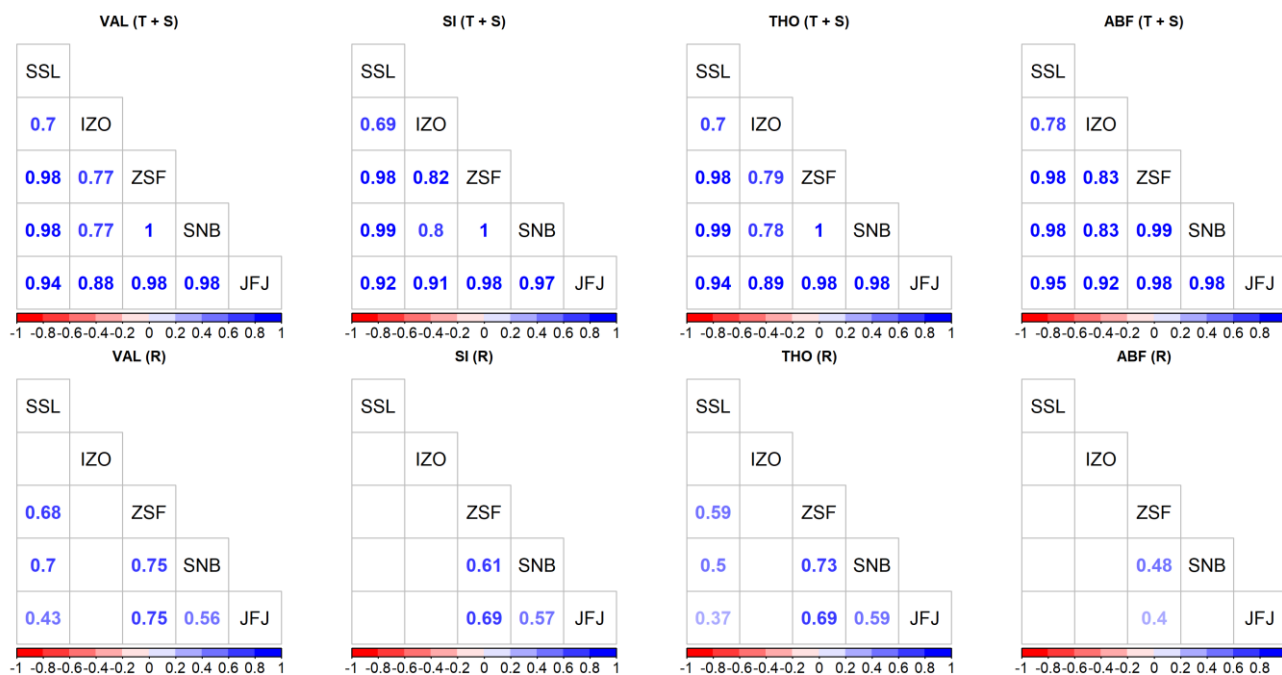 VAL (T + S) SI (T + S) THO (T + S) ABF (T + S)
SSL SSL SSL SSL
0.7 IZO 0.69 IZO 0.7 IZO 0.78 IZO
0.98 0.77 ZSF 0.98 0.82 ZSF 0.98 0.79 ZSF 0.98 0.83 ZSF
0.98 0.77 1 SNB 0.99 0.8 1 SNB 0.99 0.78 1 SNB 0.98 0.83 0.99 SNB
0.94 0.88 0.98 0.98 JFJ 0.92 0.91 0.98 0.97 JFJ 0.94 0.89 0.98 0.98 JFJ 0.95 0.92 0.98 0.98 JFJ
-1 -0.8 -0.6 -0.4 -0.2 0 0.2 0.4 0.6 0.8 1 -1 -0.8 -0.6 -0.4 -0.2 0 0.2 0.4 0.6 0.8 1 -1 -0.8 -0.6 -0.4 -0.2 0 0.2 0.4 0.6 0.8 1 -1 -0.8 -0.6 -0.4 -0.2 0 0.2 0.4 0.6 0.8 1
VAL (R) SI (R) THO (R) ABF (R)
SSL SSL SSL SSL
IZO IZO IZO IZO
0.68 ZSF ZSF 0.59 ZSF ZSF
0.7 0.75 SNB 0.61 SNB 0.5 0.73 SNB 0.48 SNB
0.43 0.75 0.56 JFJ 0.69 0.57 JFJ 0.37 0.69 0.59 JFJ 0.4 JFJ
-1 -0.8 -0.6 -0.4 -0.2 0 0.2 0.4 0.6 0.8 1 -1 -0.8 -0.6 -0.4 -0.2 0 0.2 0.4 0.6 0.8 1 -1 -0.8 -0.6 -0.4 -0.2 0 0.2 0.4 0.6 0.8 1 -1 -0.8 -0.6 -0.4 -0.2 0 0.2 0.4 0.6 0.8 1